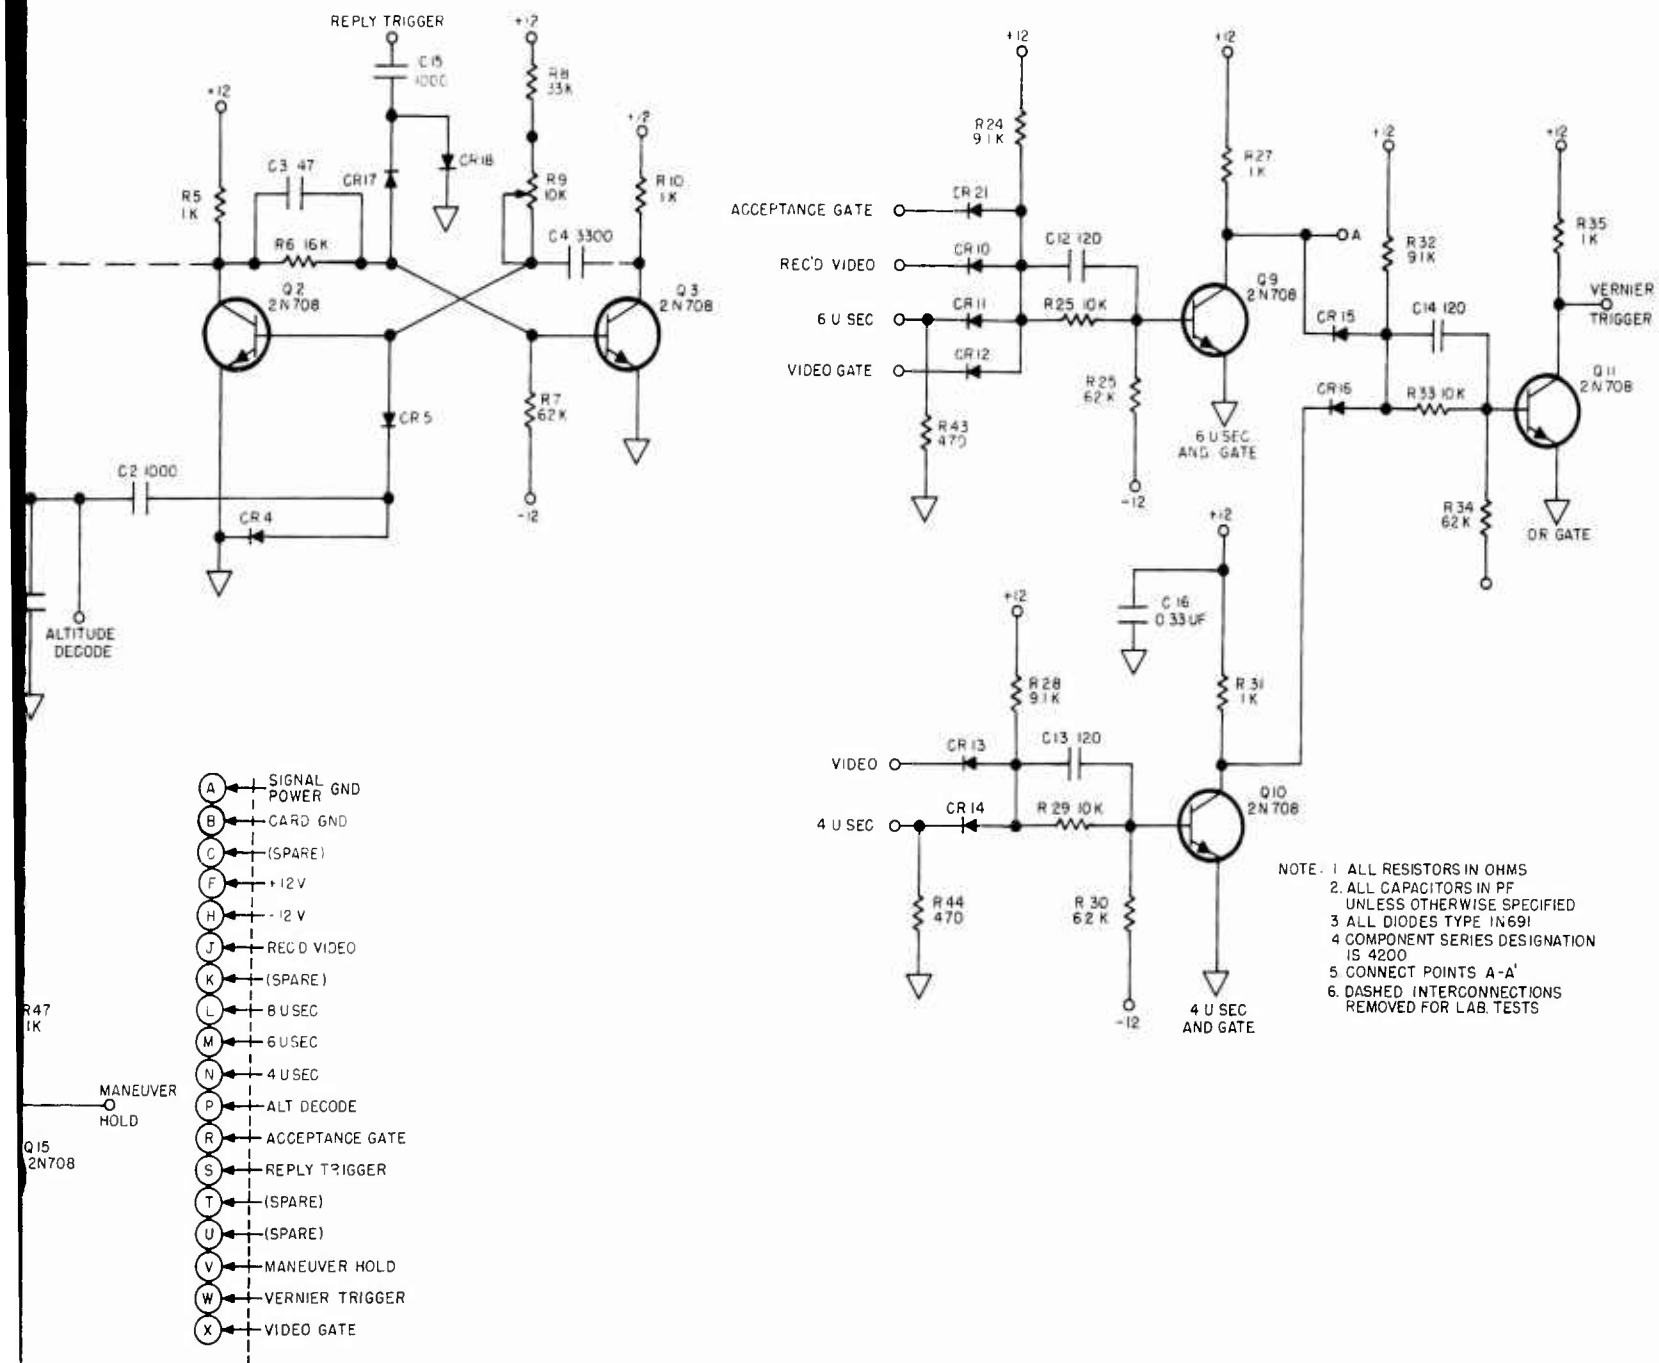 REPLY TRIGGER
C15
1000
+12
R8
33K
+12
R5
1K
C3 47
CR17
CR18
R9
10K
+12
R10
1K
R6 16K
C4 3300
Q2
2N708
Q3
2N708
R7
62K
CR5
C2 1000
CR4
-12
ALTITUDE
DECODE
+12
R24
91K
+12
R27
1K
ACCEPTANCE GATE
CR21
REC'D VIDEO
CR10
C12 120
6 U SEC
CR11
R25 10K
VIDEO GATE
CR12
Q9
2N708
A
R43
470
R25
62K
-12
6 U SEC
AND GATE
+12
R32
91K
+12
R35
1K
VERNIER
TRIGGER
CR15
C14 120
CR16
R33 10K
Q11
2N708
R34
62K
OR GATE
+12
C16
0.33UF
+12
R28
9.1K
R31
1K
VIDEO
CR13
C13 120
4 U SEC
CR14
R29 10K
Q10
2N708
R44
470
R30
62K
-12
4 U SEC
AND GATE
NOTE. 1 ALL RESISTORS IN OHMS
2. ALL CAPACITORS IN PF
UNLESS OTHERWISE SPECIFIED
3 ALL DIODES TYPE IN691
4 COMPONENT SERIES DESIGNATION
IS 4200
5. CONNECT POINTS A-A'
6. DASHED INTERCONNECTIONS
REMOVED FOR LAB. TESTS
A SIGNAL
POWER GND
B CARD GND
C (SPARE)
F +12V
H -12 V
J REC'D VIDEO
K (SPARE)
L 8 USEC
M 6 USEC
N 4 USEC
P ALT DECODE
R ACCEPTANCE GATE
S REPLY TRIGGER
T (SPARE)
U (SPARE)
V MANEUVER HOLD
W VERNIER TRIGGER
X VIDEO GATE
R47
1K
MANEUVER
HOLD
Q15
2N708